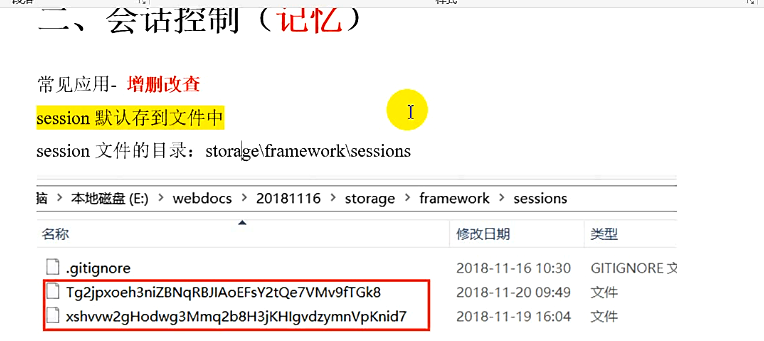 二、会话控制（记忆）
常见应用- 增删改查
session 默认存到文件中
session 文件的目录：storage\framework\sessions
脑 > 本地磁盘 (E:) > webdocs > 20181116 > storage > framework > sessions
名称 修改日期 类型
.gitignore 2018-11-16 10:30 GITIGNORE 文
Tg2jpxoeh3niZBNqRBJIAoEFsY2tQe7VMv9fTGk8 2018-11-20 09:49 文件
xshvvw2gHodwg3Mmq2b8H3jKHIgvdzymnVpKnid7 2018-11-19 16:04 文件